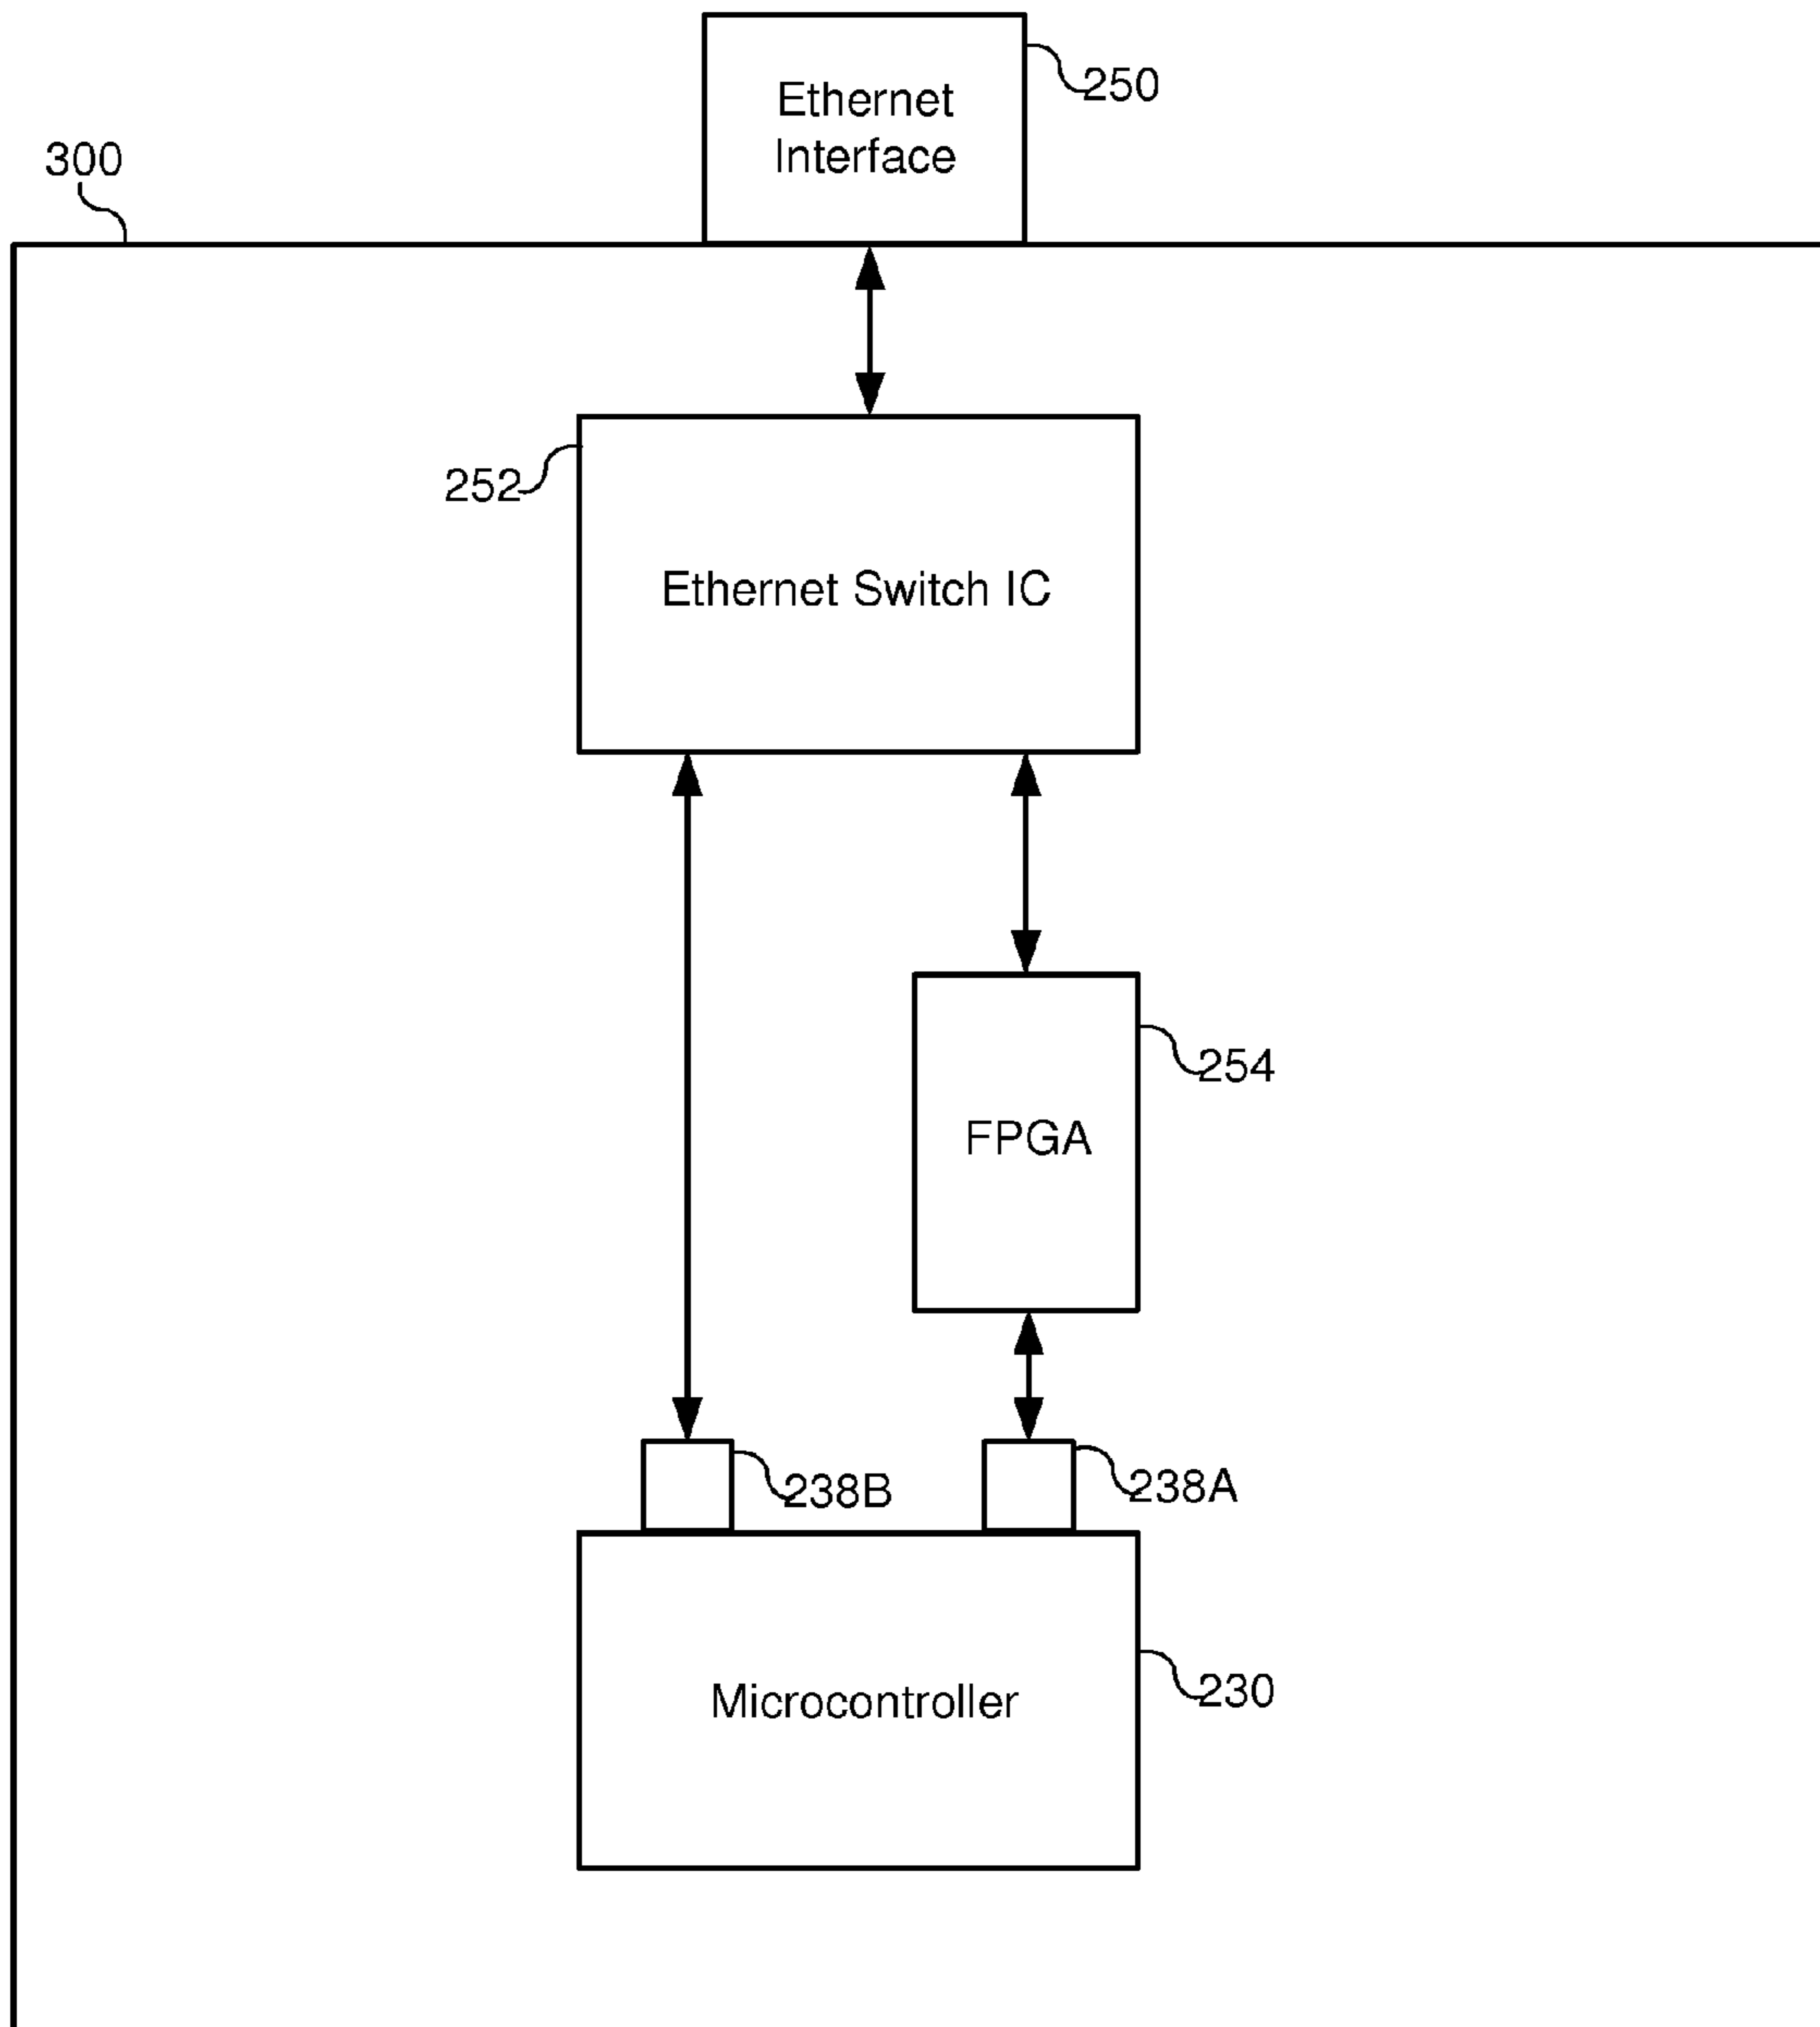 Ethernet
Interface
250
300
252
Ethernet Switch IC
254
FPGA
238B
238A
Microcontroller
230